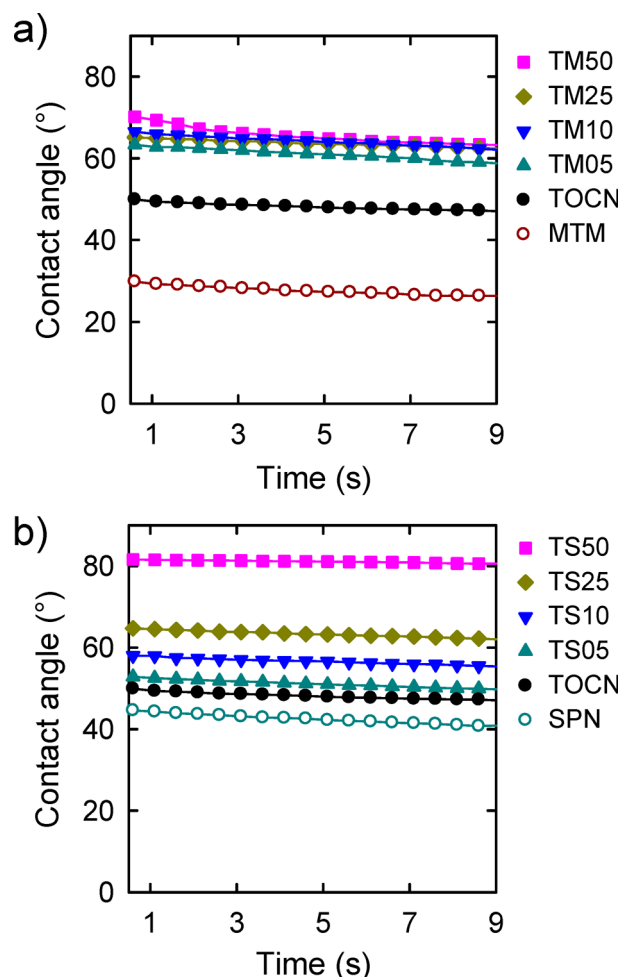 a)
80
60
40
20
0
Contact angle (°)
1 3 5 7 9
Time (s)
TM50
TM25
TM10
TM05
TOCN
MTM
b)
80
60
40
20
0
Contact angle (°)
1 3 5 7 9
Time (s)
TS50
TS25
TS10
TS05
TOCN
SPN